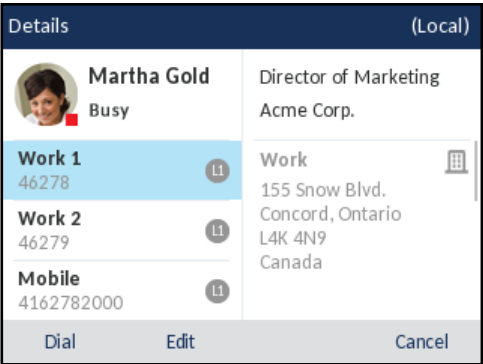 Details (Local)
Martha Gold
Busy
Director of Marketing
Acme Corp.
Work 1
46278
L1
Work 2
46279
L1
Mobile
4162782000
L1
Work
155 Snow Blvd.
Concord, Ontario
L4K 4N9
Canada
Dial Edit Cancel